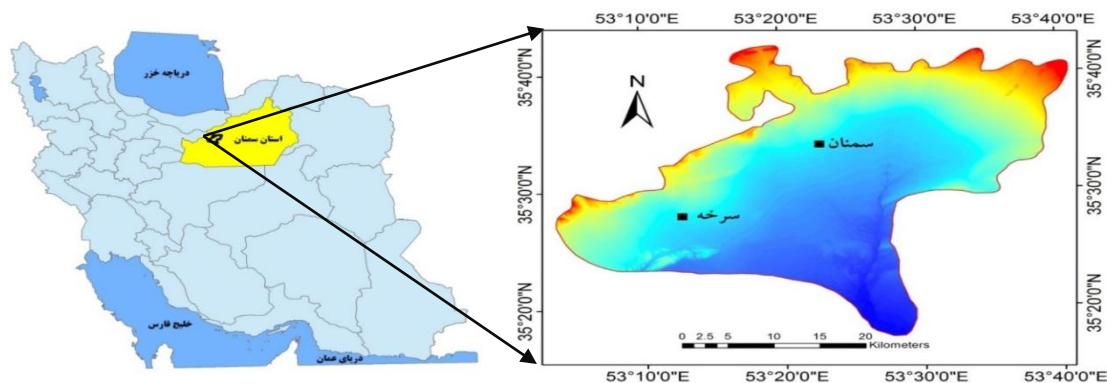 دریاچه خزر
استان سمنان
خلیج فارس
دریای عمان
53°10'0"E 53°20'0"E 53°30'0"E 53°40'0"E
35°40'0"N
35°30'0"N
35°20'0"N
N
سمنان
سرخه
35°40'0"N
35°30'0"N
35°20'0"N
0 2.5 5 10 15 20
Kilometers
53°10'0"E 53°20'0"E 53°30'0"E 53°40'0"E